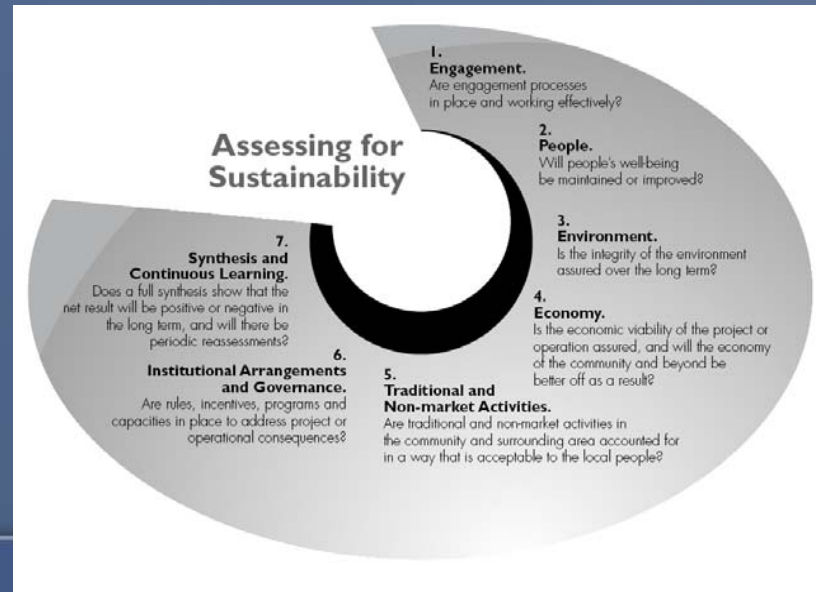 Assessing for
Sustainability
1.
Engagement.
Are engagement processes
in place and working effectively?
2.
People.
Will people's well-being
be maintained or improved?
3.
Environment.
Is the integrity of the environment
assured over the long term?
4.
Economy.
Is the economic viability of the project or
operation assured, and will the economy
of the community and beyond be
better off as a result?
5.
Traditional and
Non-market Activities.
Are traditional and non-market activities in
the community and surrounding area accounted for
in a way that is acceptable to the local people?
6.
Institutional Arrangements
and Governance.
Are rules, incentives, programs and
capacities in place to address project or
operational consequences?
7.
Synthesis and
Continuous Learning.
Does a full synthesis show that the
net result will be positive or negative in
the long term, and will there be
periodic reassessments?